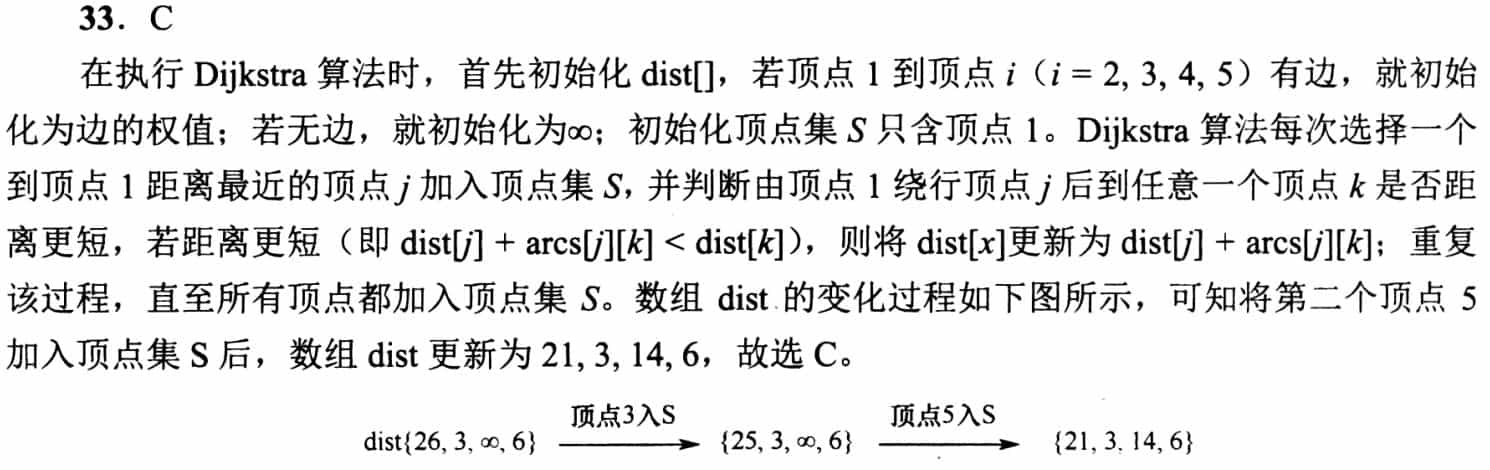 33. C
在执行 Dijkstra 算法时，首先初始化 dist[]，若顶点 1 到顶点 i（i = 2, 3, 4, 5）有边，就初始
化为边的权值；若无边，就初始化为∞；初始化顶点集 S 只含顶点 1。Dijkstra 算法每次选择一个
到顶点 1 距离最近的顶点 j 加入顶点集 S，并判断由顶点 1 绕行顶点 j 后到任意一个顶点 k 是否距
离更短，若距离更短（即 dist[j] + arcs[j][k] < dist[k]），则将 dist[x]更新为 dist[j] + arcs[j][k]；重复
该过程，直至所有顶点都加入顶点集 S。数组 dist 的变化过程如下图所示，可知将第二个顶点 5
加入顶点集 S 后，数组 dist 更新为 21, 3, 14, 6，故选 C。
顶点3入S 顶点5入S
dist{26, 3, ∞, 6} {25, 3, ∞, 6} {21, 3, 14, 6}